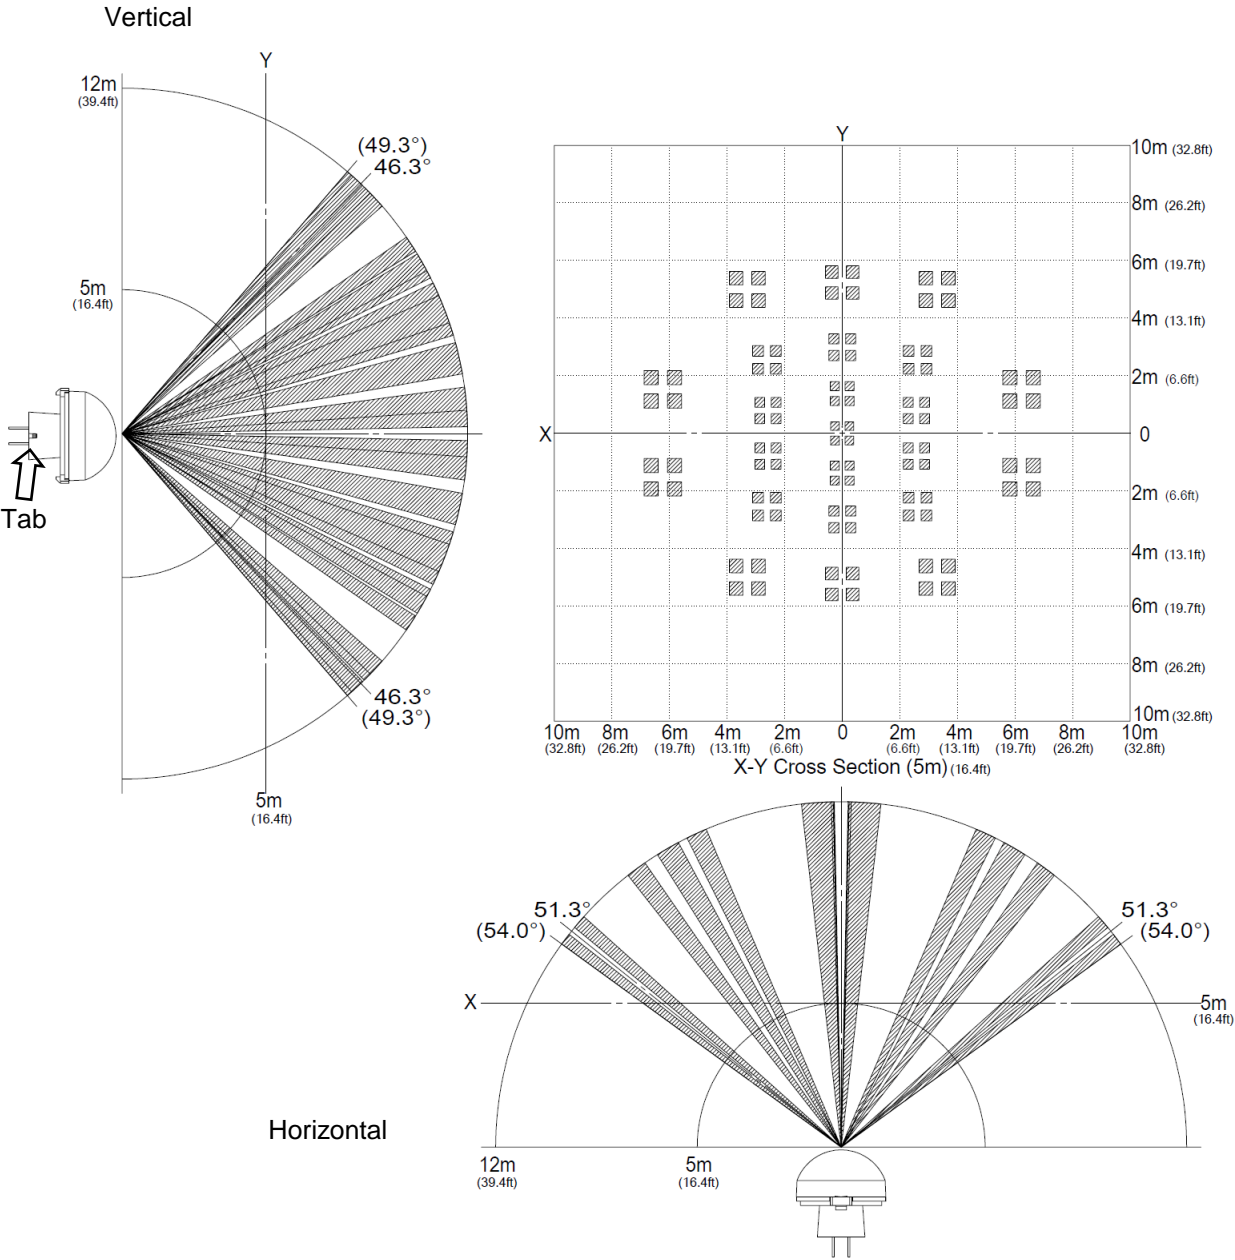 Vertical
Y
12m
(39.4ft)
(49.3°)
46.3°
5m
(16.4ft)
Tab
46.3°
(49.3°)
5m
(16.4ft)
Y
10m (32.8ft)
8m (26.2ft)
6m (19.7ft)
4m (13.1ft)
2m (6.6ft)
X
0
2m (6.6ft)
4m (13.1ft)
6m (19.7ft)
8m (26.2ft)
10m (32.8ft)
10m 8m 6m 4m 2m 0 2m 4m 6m 8m 10m
(32.8ft) (26.2ft) (19.7ft) (13.1ft) (6.6ft) (6.6ft) (13.1ft) (19.7ft) (26.2ft) (32.8ft)
X-Y Cross Section (5m) (16.4ft)
51.3°
(54.0°)
51.3°
(54.0°)
X
5m
(16.4ft)
Horizontal
12m
(39.4ft)
5m
(16.4ft)